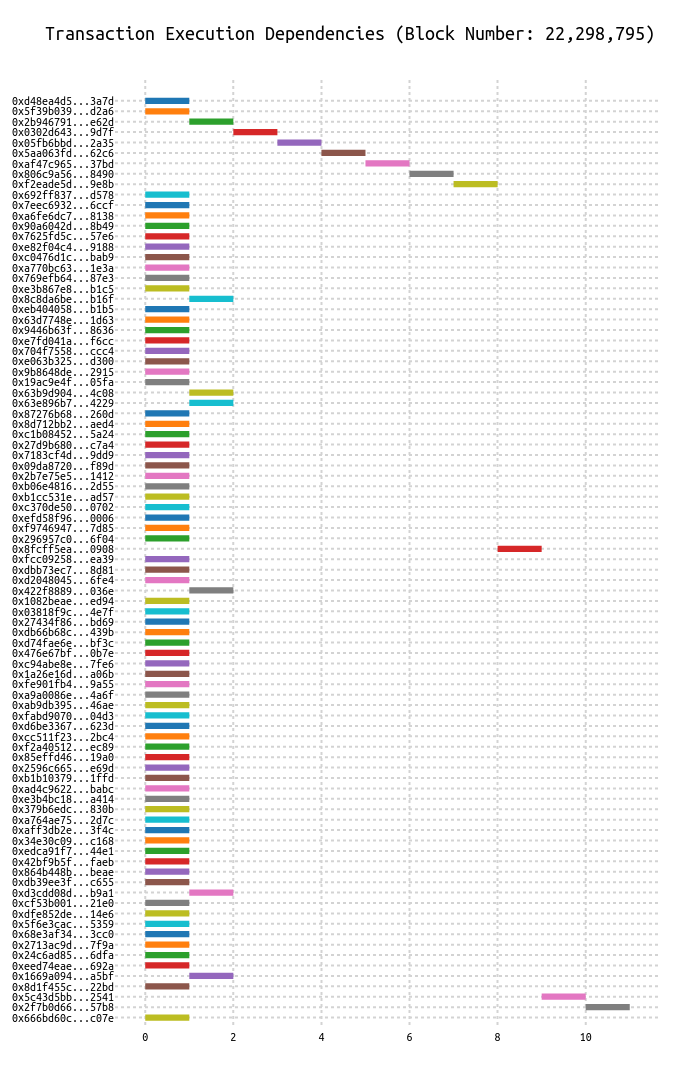 Transaction Execution Dependencies (Block Number: 22,298,795)
0xd48ea4d5...3a7d
0x5f39b039...d2a6
0x2b946791...e62d
0x0302d643...9d7f
0x05fb6bbd...2a35
0x5aa063fd...62c6
0xaf47c965...37bd
0x806c9a56...8490
0xf2eade5d...9e8b
0x692ff837...d578
0x7eec6932...6ccf
0xa6fe6dc7...8138
0x90a6042d...8b49
0x7625fd5c...57e6
0xe82f04c4...9188
0xc0476d1c...bab9
0xa770bc63...1e3a
0x769efb64...87e3
0xe3b867e8...b1c5
0x8c8da6be...b16f
0xeb404058...b1b5
0x63d7748e...1d63
0x9446b63f...8636
0xe7fd041a...f6cc
0x704f7558...ccc4
0xe063b325...d300
0x9b8648de...2915
0x19ac9e4f...05fa
0x63b9d904...4c08
0x63e896b7...4229
0x87276b68...260d
0x8d712bb2...aed4
0xc1b08452...5a24
0x27d9b680...c7a4
0x7183cf4d...9dd9
0x09da8720...f89d
0x2b7e75e5...1412
0xb06e4816...2d55
0xb1cc531e...ad57
0xc370de50...0702
0xefd58f96...0006
0xf9746947...7d85
0x296957c0...6f04
0x8fcff5ea...0908
0xfcc09258...ea39
0xdbb73ec7...8d81
0xd2048045...6fe4
0x422f8889...036e
0x1082beae...ed94
0x03818f9c...4e7f
0x27434f86...bd69
0xdb66b68c...439b
0xd74fae6e...bf3c
0x476e67bf...0b7e
0xc94abe8e...7fe6
0x1a26e16d...a06b
0xfe901fb4...9a55
0xa9a0086e...4a6f
0xab9db395...46ae
0xfabd9070...04d3
0xd6be3367...623d
0xcc511f23...2bc4
0xf2a40512...ec89
0x85effd46...19a0
0x2596c665...e69d
0xb1b10379...1ffd
0xad4c9622...babc
0xe3b4bc18...a414
0x379b6edc...830b
0xa764ae75...2d7c
0xaff3db2e...3f4c
0x34e30c09...c168
0xedca91f7...44e1
0x42bf9b5f...faeb
0x864b448b...beae
0xdb39ee3f...c655
0xd3cdd08d...b9a1
0xcf53b001...21e0
0xdfe852de...14e6
0x5f6e3cac...5359
0x68e3af34...3cc0
0x2713ac9d...7f9a
0x24c6ad85...6dfa
0xeed74eae...692a
0x1669a094...a5bf
0x8d1f455c...22bd
0x5c43d5bb...2541
0x2f7b0d66...57b8
0x666bd60c...c07e
0 2 4 6 8 10